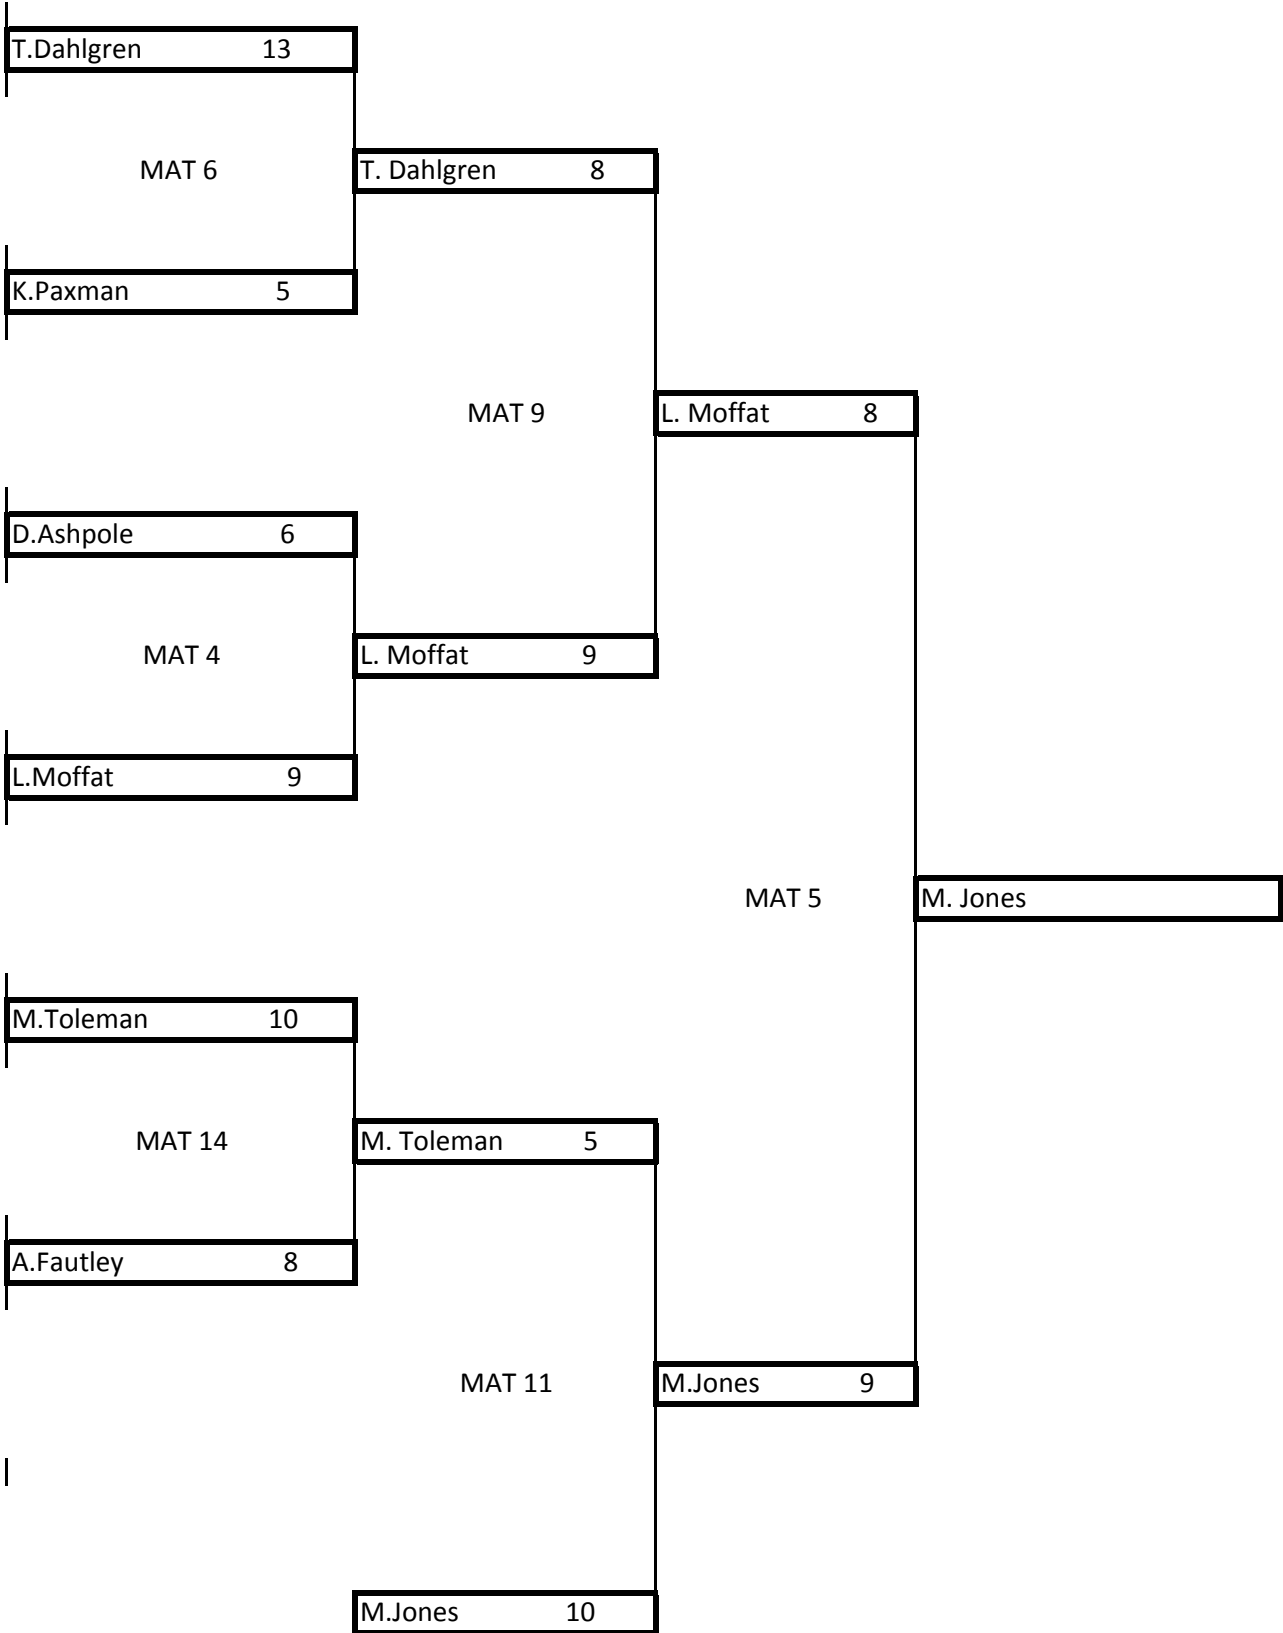 T.Dahlgren 13
MAT 6
T. Dahlgren 8
K.Paxman 5
MAT 9
L. Moffat 8
D.Ashpole 6
MAT 4
L. Moffat 9
L.Moffat 9
MAT 5
M. Jones
M.Toleman 10
MAT 14
M. Toleman 5
A.Fautley 8
MAT 11
M.Jones 9
M.Jones 10